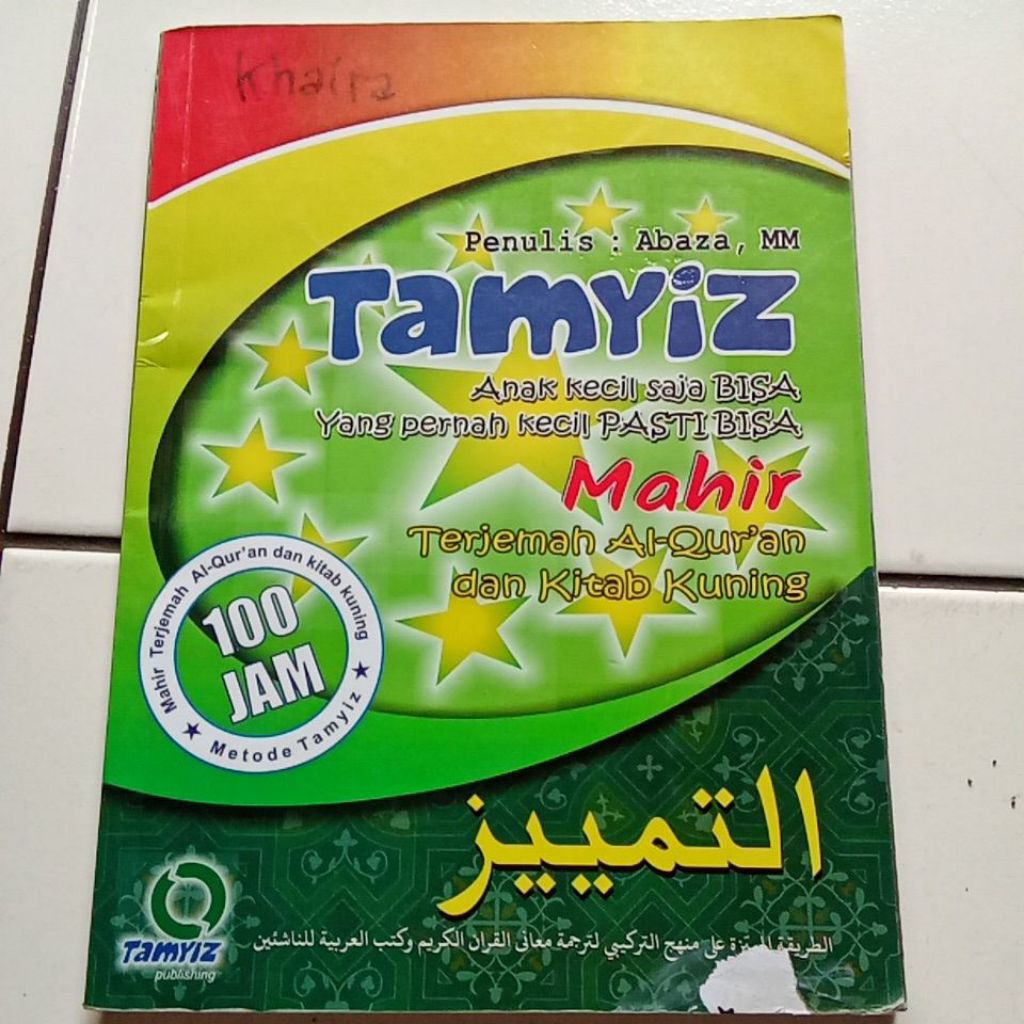 Khaira
Penulis : Abaza, MM
Tamyiz
Anak kecil saja BISA
Yang pernah kecil PASTI BISA
Mahir
Terjemah Al-Qur'an
dan Kitab Kuning
Mahir Terjemah Al-Qur'an dan kitab kuning
100
JAM
Metode Tamyiz
التمييز
الطريقة على منهج التركيبي لترجمة معانى القران الكريم وكتب العربية للناشئين
Tamyiz
publishing